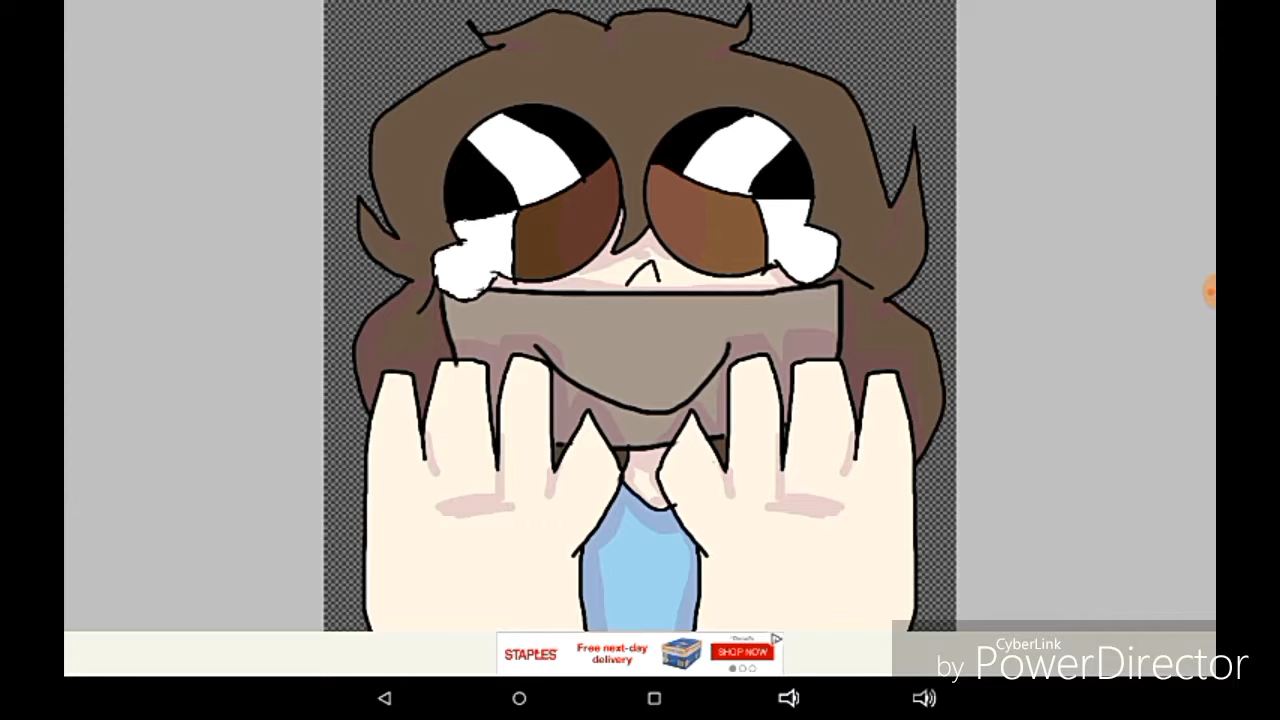 STAPLES
Free next-day
delivery
SHOP NOW
CyberLink
by PowerDirector